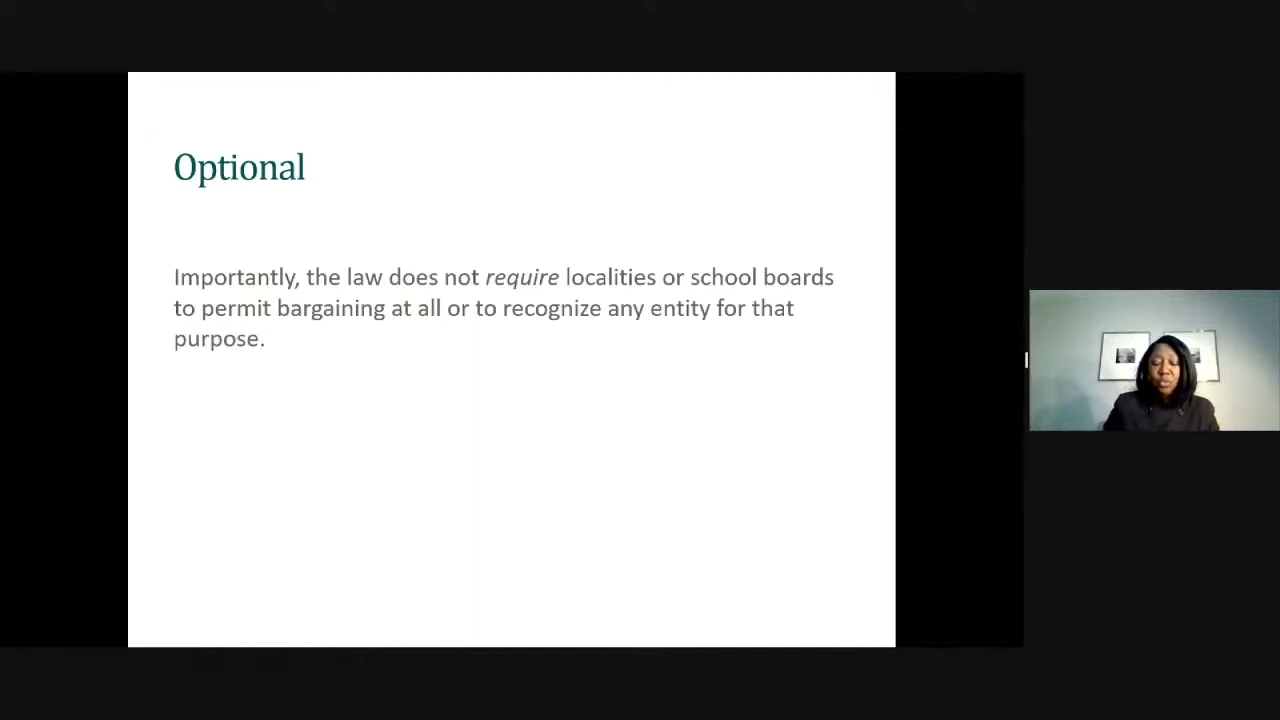 Optional
Importantly, the law does not require localities or school boards
to permit bargaining at all or to recognize any entity for that
purpose.